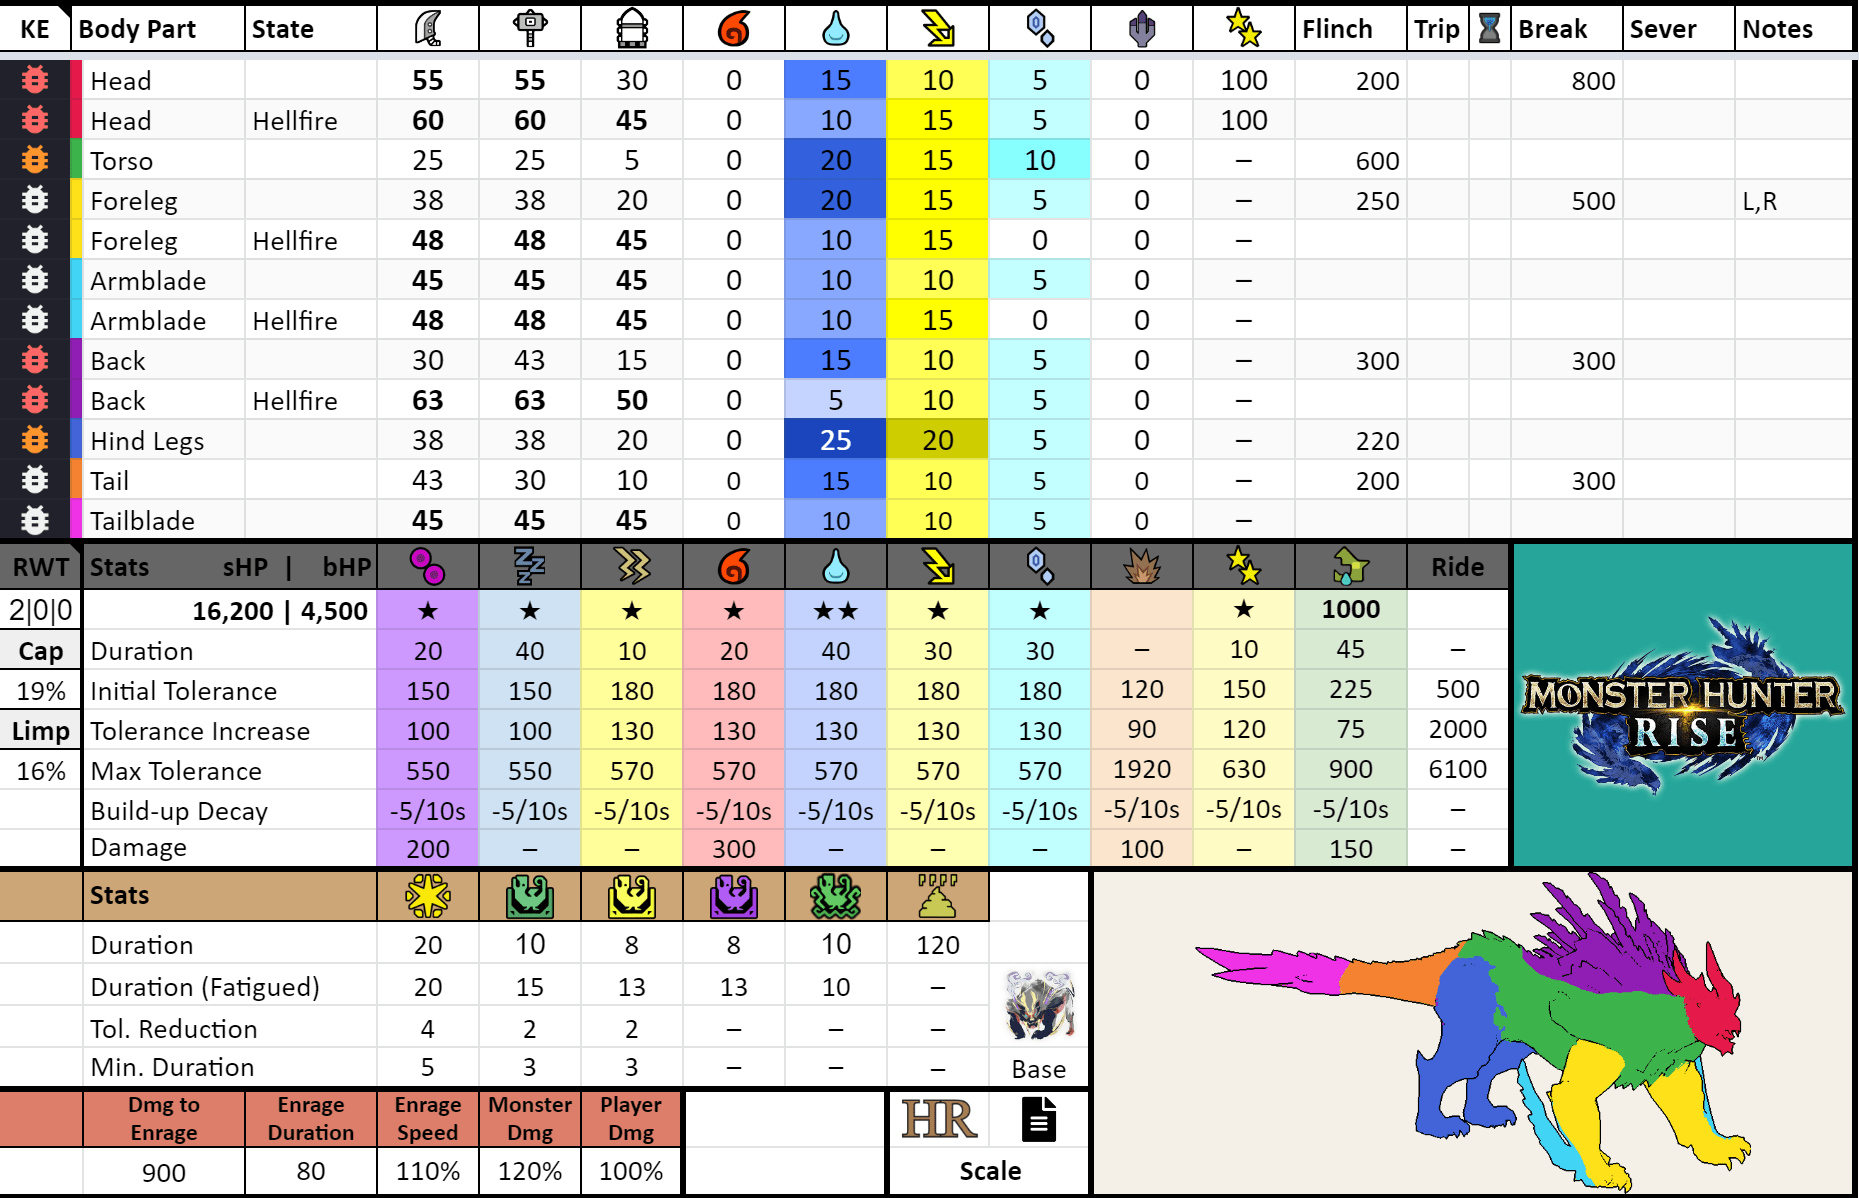 KE Body Part State Flinch Trip Break Sever Notes
Head 55 55 30 0 15 10 5 0 100 200 800
Head Hellfire 60 60 45 0 10 15 5 0 100
Torso 25 25 5 0 20 15 10 0 – 600
Foreleg 38 38 20 0 20 15 5 0 – 250 500 L,R
Foreleg Hellfire 48 48 45 0 10 15 0 0 –
Armblade 45 45 45 0 10 10 5 0 –
Armblade Hellfire 48 48 45 0 10 15 0 0 –
Back 30 43 15 0 15 10 5 0 – 300 300
Back Hellfire 63 63 50 0 5 10 5 0 –
Hind Legs 38 38 20 0 25 20 5 0 – 220
Tail 43 30 10 0 15 10 5 0 – 200 300
Tailblade 45 45 45 0 10 10 5 0 –
RWT Stats sHP | bHP Ride
2|0|0 16,200 | 4,500 ★ ★ ★ ★ ★★ ★ ★ ★ 1000
Cap Duration 20 40 10 20 40 30 30 – 10 45 –
19% Initial Tolerance 150 150 180 180 180 180 180 120 150 225 500
Limp Tolerance Increase 100 100 130 130 130 130 130 90 120 75 2000
16% Max Tolerance 550 550 570 570 570 570 570 1920 630 900 6100
Build-up Decay -5/10s -5/10s -5/10s -5/10s -5/10s -5/10s -5/10s -5/10s -5/10s -5/10s –
Damage 200 – – 300 – – – 100 – 150 –
MONSTER HUNTER
RISE
Stats
Duration 20 10 8 8 10 120
Duration (Fatigued) 20 15 13 13 10 –
Tol. Reduction 4 2 2 – – –
Min. Duration 5 3 3 – – – Base
Dmg to Enrage Enrage Duration Enrage Speed Monster Dmg Player Dmg HR
900 80 110% 120% 100% Scale